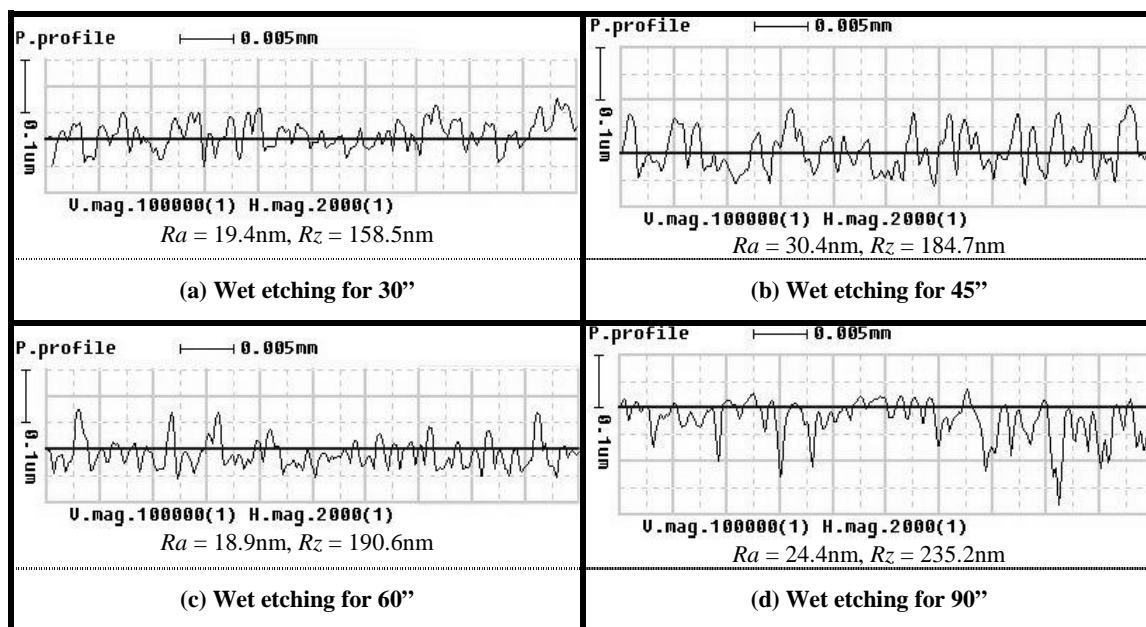 P.profile 0.005mm
0.1um
V.mag.100000(1) H.mag.2000(1)
Ra = 19.4nm, Rz = 158.5nm
(a) Wet etching for 30”
P.profile 0.005mm
0.1um
V.mag.100000(1) H.mag.2000(1)
Ra = 30.4nm, Rz = 184.7nm
(b) Wet etching for 45”
P.profile 0.005mm
0.1um
V.mag.100000(1) H.mag.2000(1)
Ra = 18.9nm, Rz = 190.6nm
(c) Wet etching for 60”
P.profile 0.005mm
0.1um
V.mag.100000(1) H.mag.2000(1)
Ra = 24.4nm, Rz = 235.2nm
(d) Wet etching for 90”